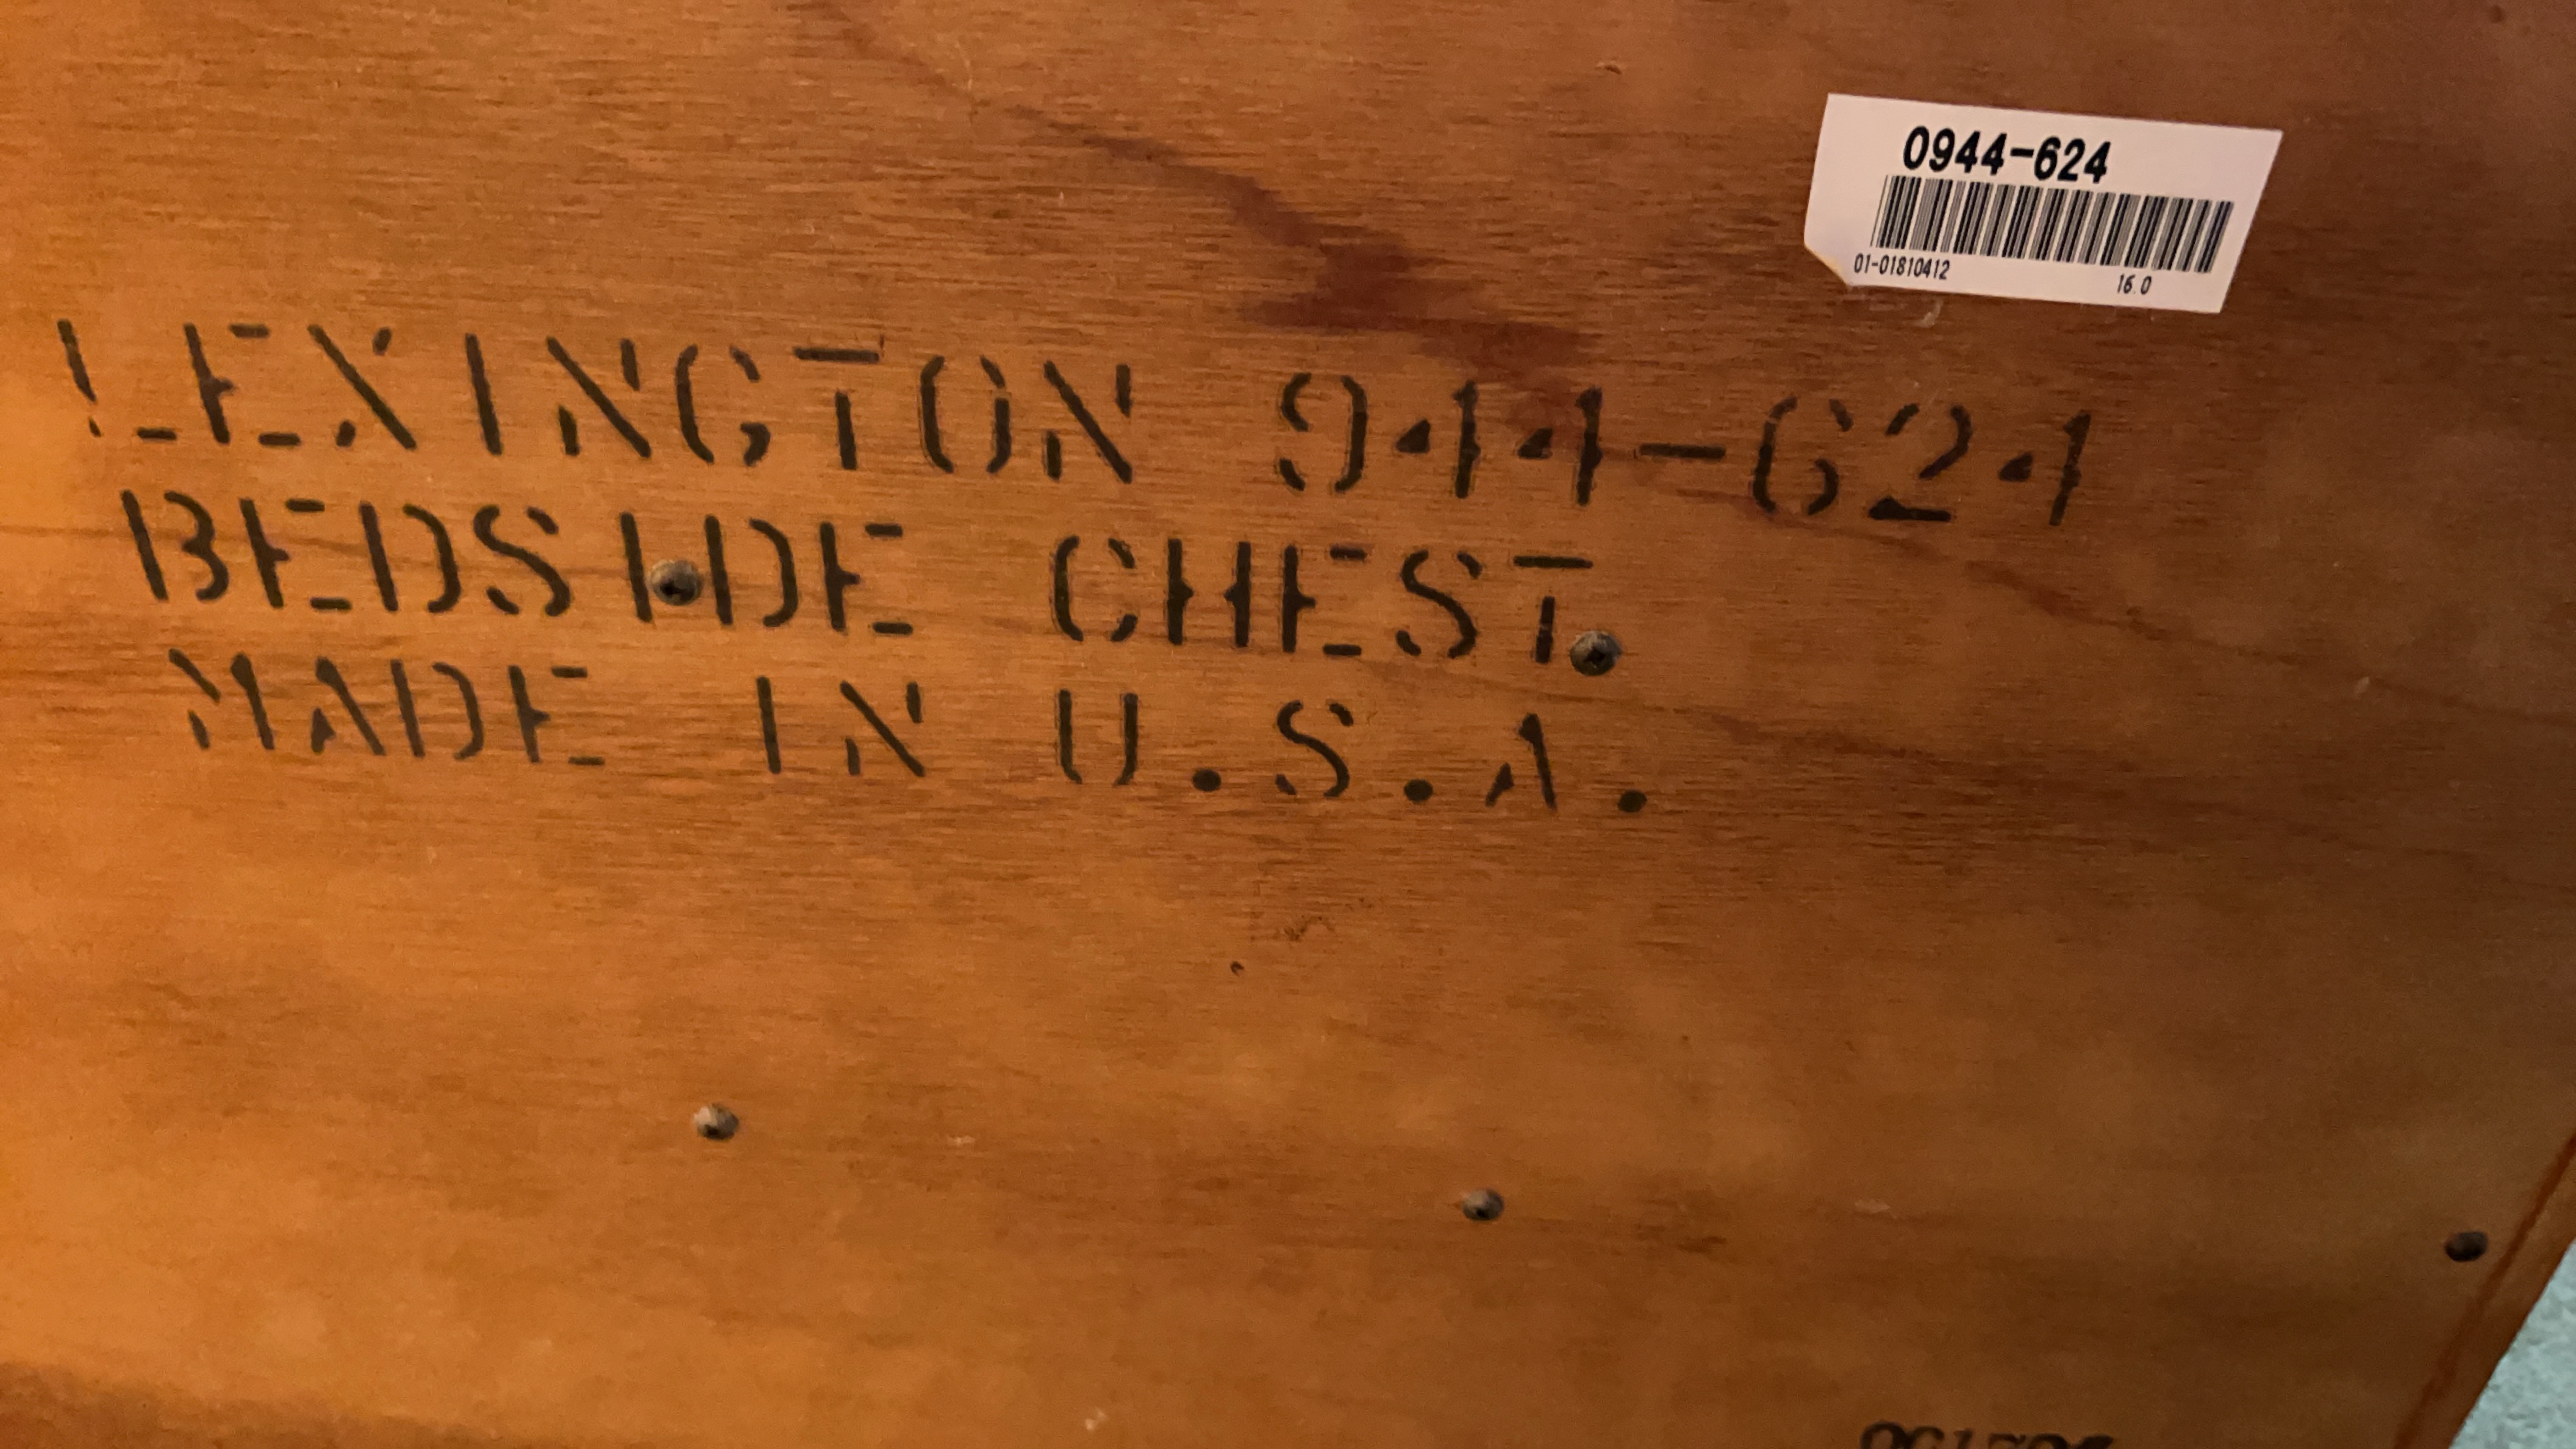 0944-624
01-01810412 16.0
LEXINGTON 944-624
BEDSIDE CHEST
MADE IN U.S.A.